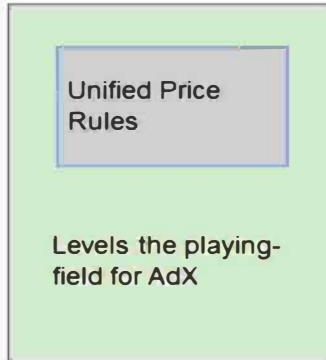 Unified Price
Rules
Levels the playing-
field for AdX